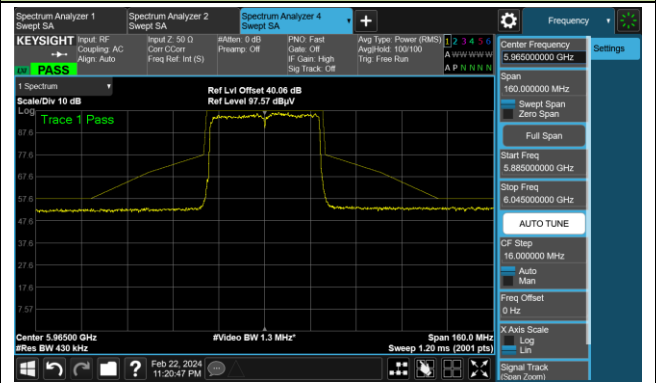 Spectrum Analyzer 1
Swept SA
Spectrum Analyzer 2
Swept SA
Spectrum Analyzer 4
Swept SA
Frequency
KEYSIGHT
Input: RF
Coupling: AC
Align: Auto
Input Z: 50 Ω
Corr CCorr
Freq Ref: Int (S)
#Atten: 0 dB
Preamp: Off
PNO: Fast
Gate: Off
IF Gain: High
Sig Track: Off
Avg Type: Power (RMS)
Avg|Hold: 100/100
Trig: Free Run
1 2 3 4 5 6
A W W W W W
A P N N N N
LXI PASS
1 Spectrum
Scale/Div 10 dB
Ref Lvl Offset 40.06 dB
Ref Level 97.57 dBµV
Log
Trace 1 Pass
87.6
77.6
67.6
57.6
47.6
37.6
27.6
17.6
7.57
Center 5.96500 GHz
#Res BW 430 kHz
#Video BW 1.3 MHz*
Span 160.0 MHz
Sweep 1.20 ms (2001 pts)
Center Frequency
5.965000000 GHz
Settings
Span
160.000000 MHz
Swept Span
Zero Span
Full Span
Start Freq
5.885000000 GHz
Stop Freq
6.045000000 GHz
AUTO TUNE
CF Step
16.000000 MHz
Auto
Man
Freq Offset
0 Hz
X Axis Scale
Log
Lin
Signal Track
(Span Zoom)
Feb 22, 2024
11:20:47 PM